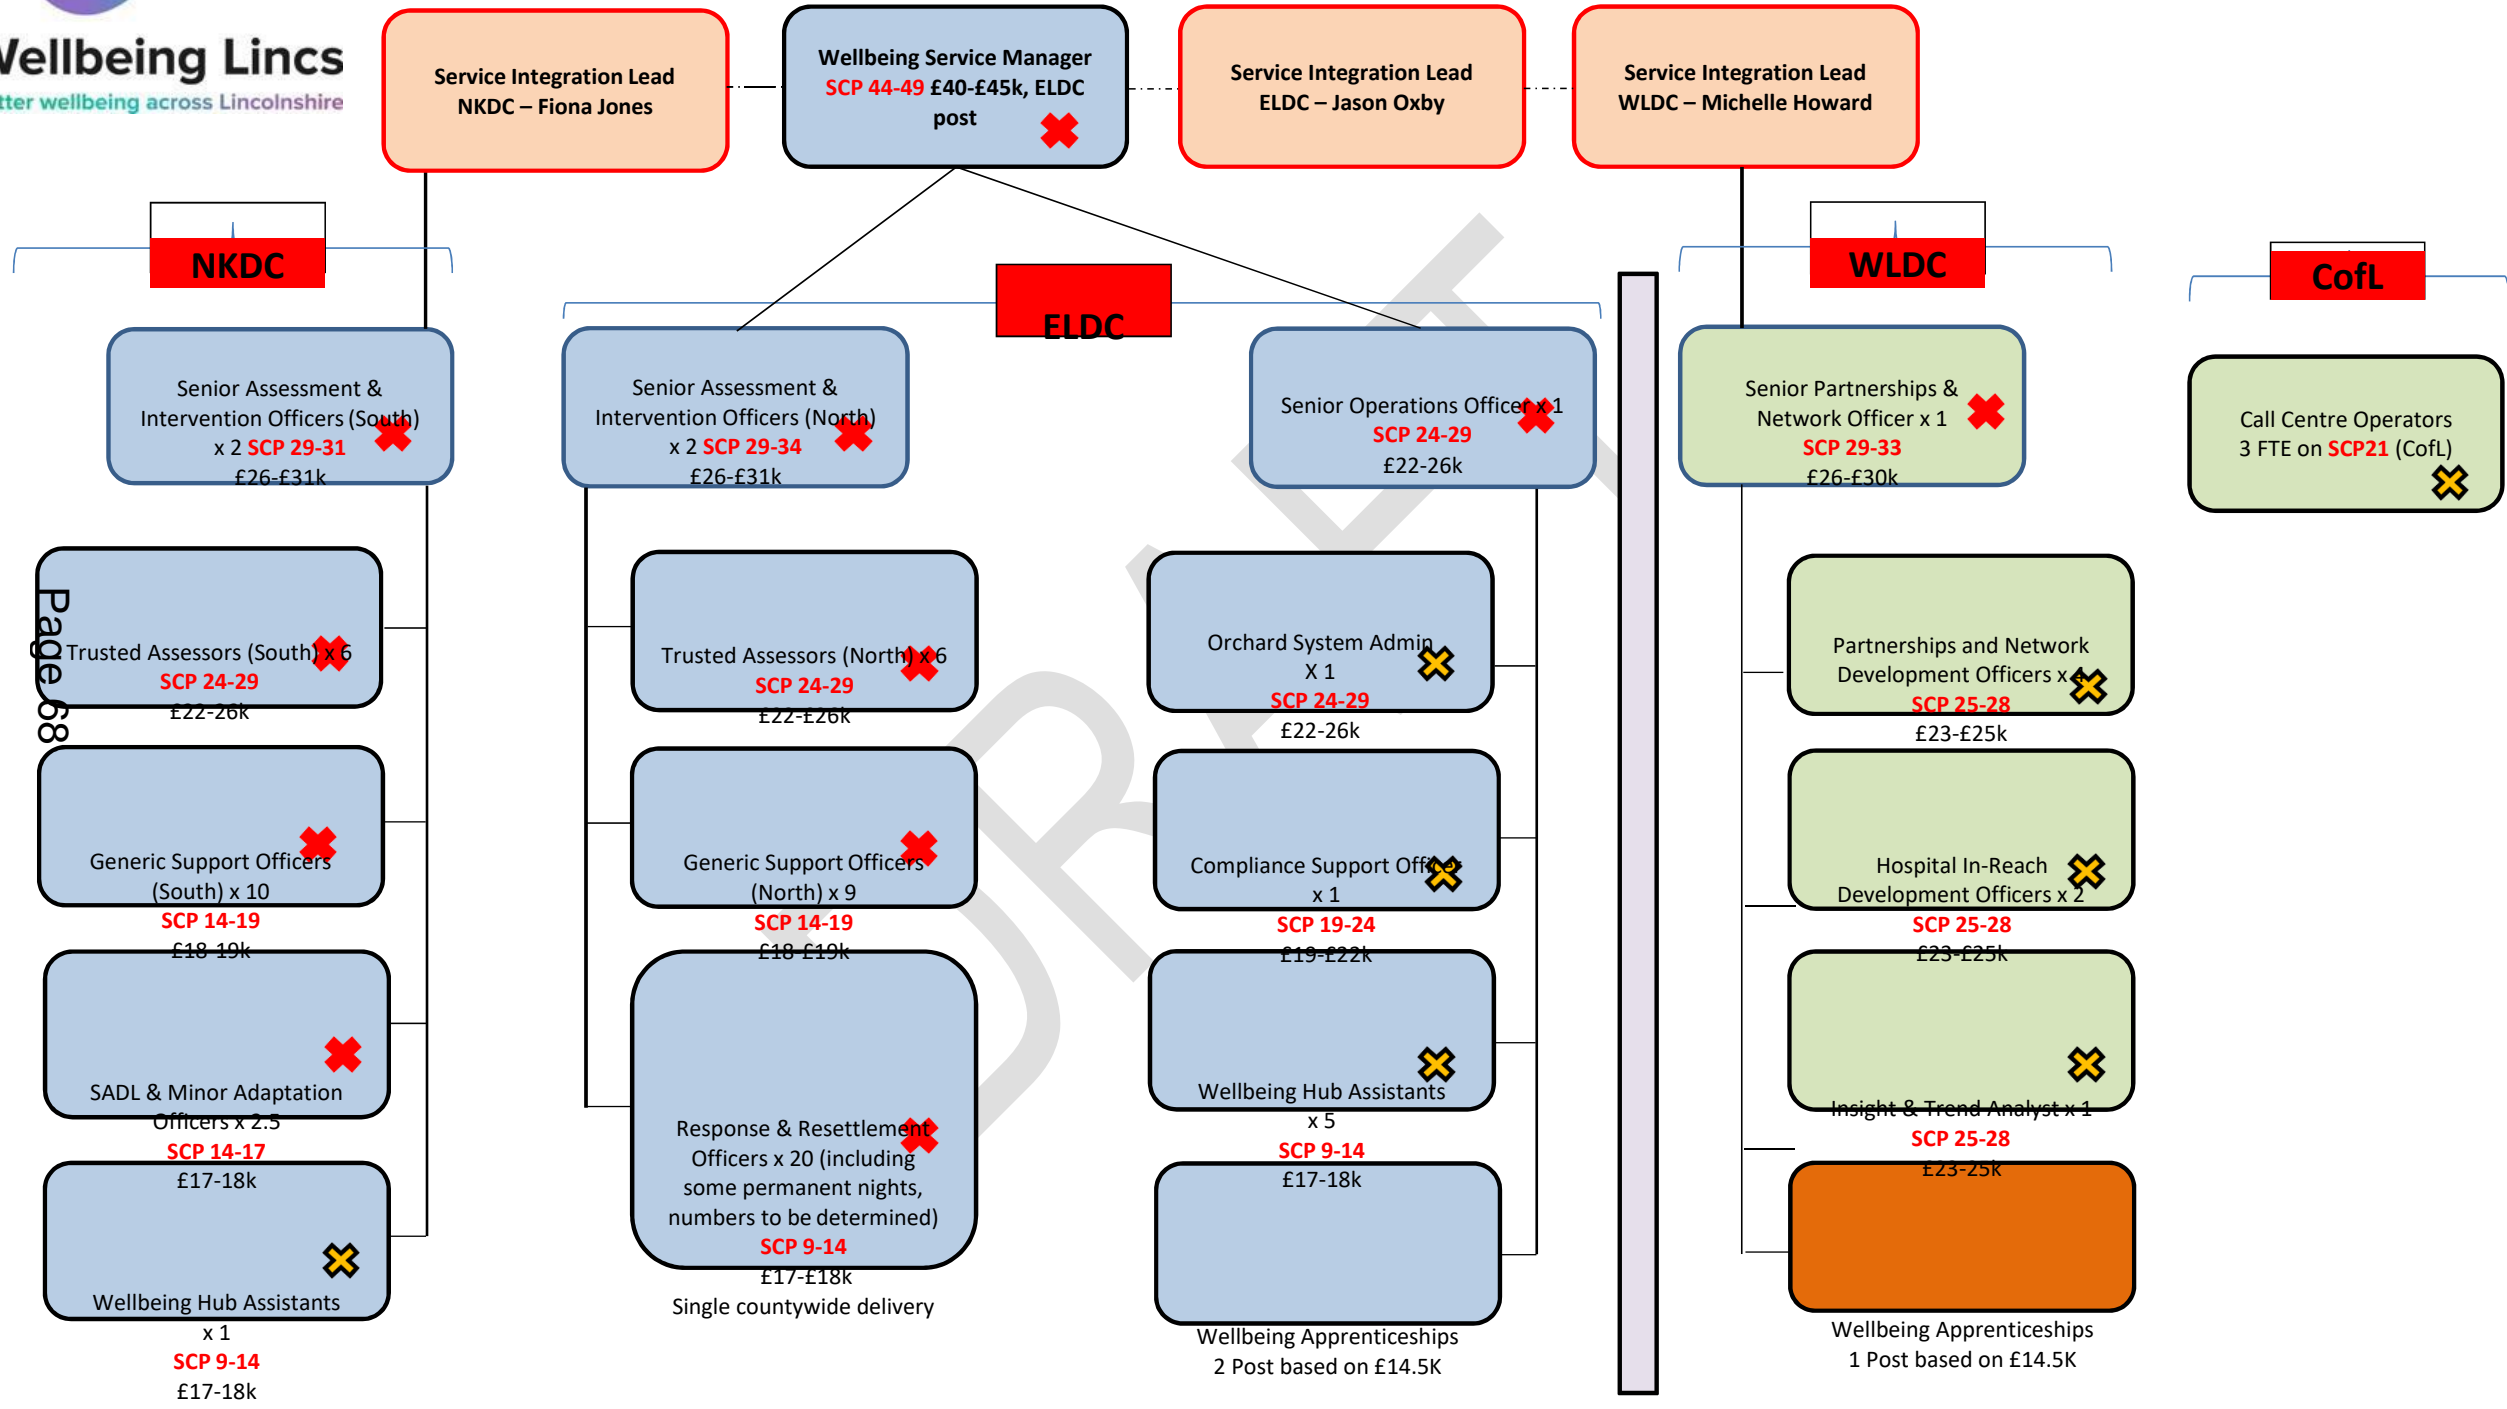 Wellbeing Lincs
tter wellbeing across Lincolnshire
Service Integration Lead
NKDC – Fiona Jones
Wellbeing Service Manager
SCP 44-49 £40-£45k, ELDC
post
Service Integration Lead
ELDC – Jason Oxby
Service Integration Lead
WLDC – Michelle Howard
NKDC
ELDC
WLDC
CofL
Senior Assessment &
Intervention Officers (South)
x 2 SCP 29-31
£26-£31k
Senior Assessment &
Intervention Officers (North)
x 2 SCP 29-34
£26-£31k
Senior Operations Officer x 1
SCP 24-29
£22-26k
Senior Partnerships &
Network Officer x 1
SCP 29-33
£26-£30k
Call Centre Operators
3 FTE on SCP21 (CofL)
Page 68
Trusted Assessors (South) x 6
SCP 24-29
£22-26k
Generic Support Officers
(South) x 10
SCP 14-19
£18-19k
SADL & Minor Adaptation
Officers x 2.5
SCP 14-17
£17-18k
Wellbeing Hub Assistants
x 1
SCP 9-14
£17-18k
Trusted Assessors (North) x 6
SCP 24-29
£22-£26k
Generic Support Officers
(North) x 9
SCP 14-19
£18-£19k
Response & Resettlement
Officers x 20 (including
some permanent nights,
numbers to be determined)
SCP 9-14
£17-£18k
Single countywide delivery
Orchard System Admin
X 1
SCP 24-29
£22-26k
Compliance Support Officer
x 1
SCP 19-24
£19-£22k
Wellbeing Hub Assistants
x 5
SCP 9-14
£17-18k
Wellbeing Apprenticeships
2 Post based on £14.5K
Partnerships and Network
Development Officers x 4
SCP 25-28
£23-£25k
Hospital In-Reach
Development Officers x 2
SCP 25-28
£23-£25k
Insight & Trend Analyst x 1
SCP 25-28
£23-25k
Wellbeing Apprenticeships
1 Post based on £14.5K
DRAFT